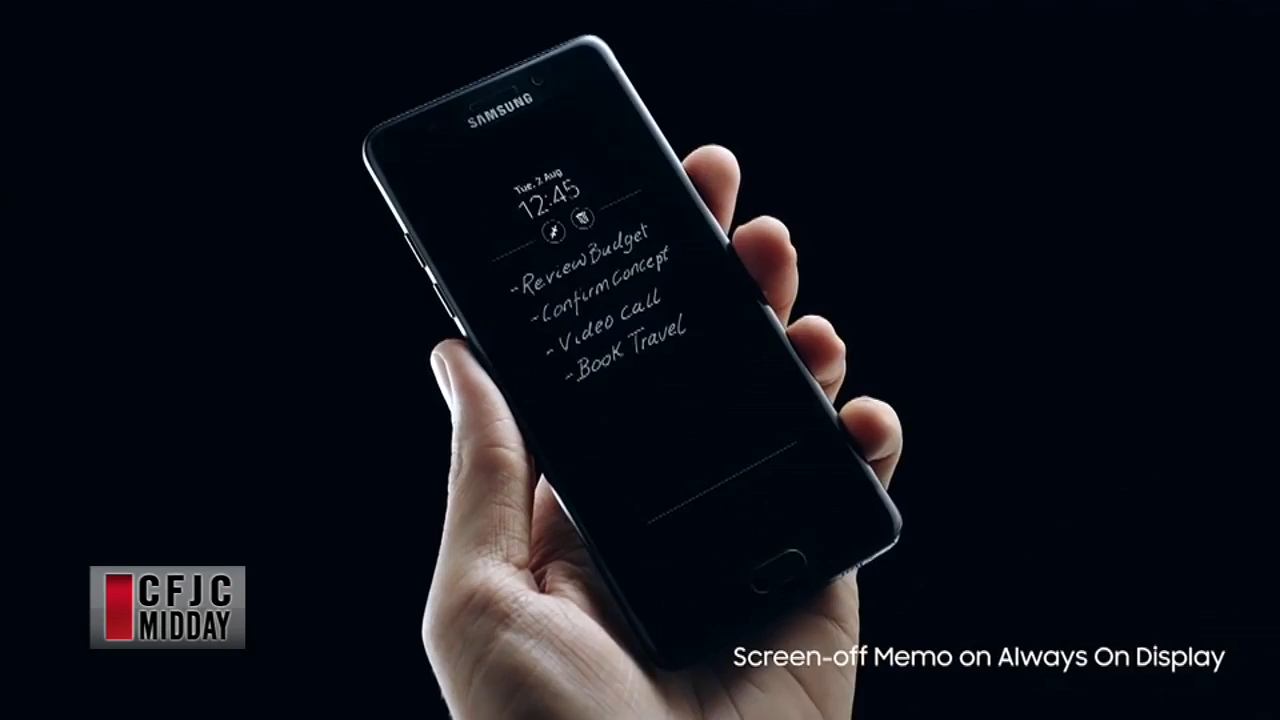 SAMSUNG
Tue, 2 Aug
12:45
-Review Budget
-Confirm Concept
-Video call
-Book Travel
CFJC
MIDDAY
Screen-off Memo on Always On Display